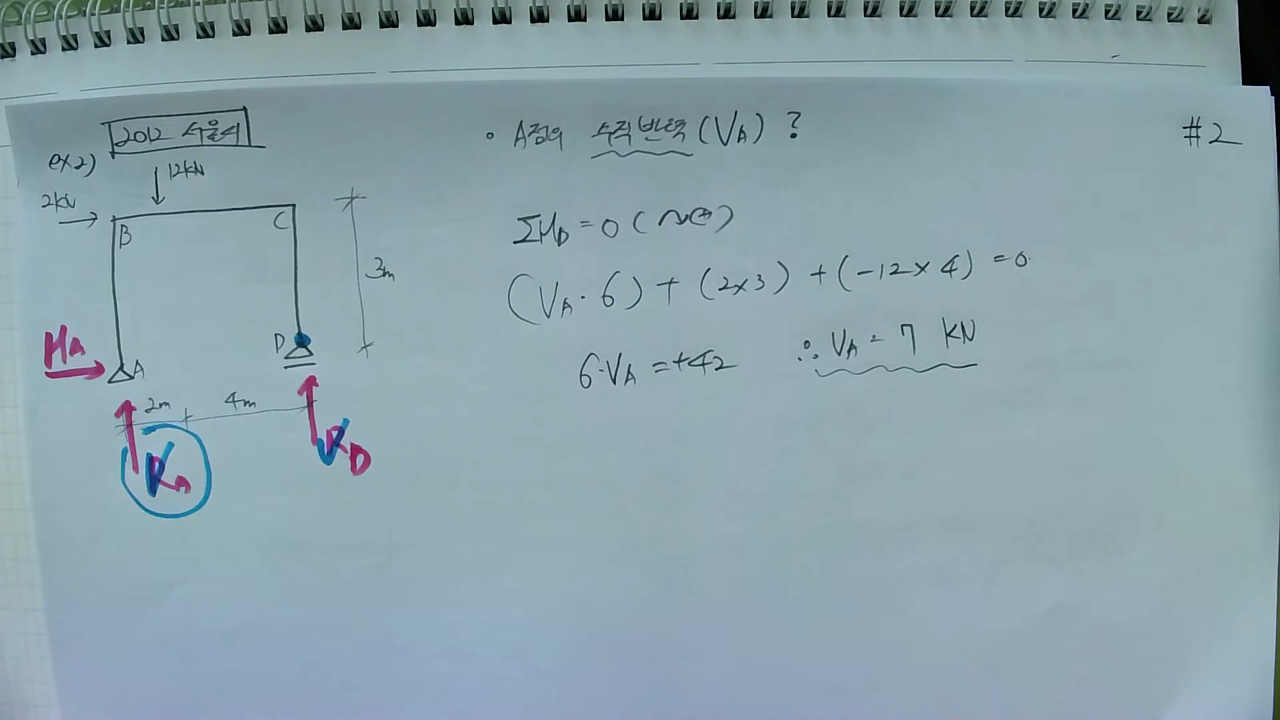 2012 서울시
• A점의 수직반력 (VA) ?
#2
ex2)
12kN
2kN
B
C
3m
ΣMD = 0 (⤵⊕)
(VA · 6) + (2×3) + (-12×4) = 0
6·VA = +42 ∴ VA = 7 kN
HA
A
D
2m
4m
VA
VD